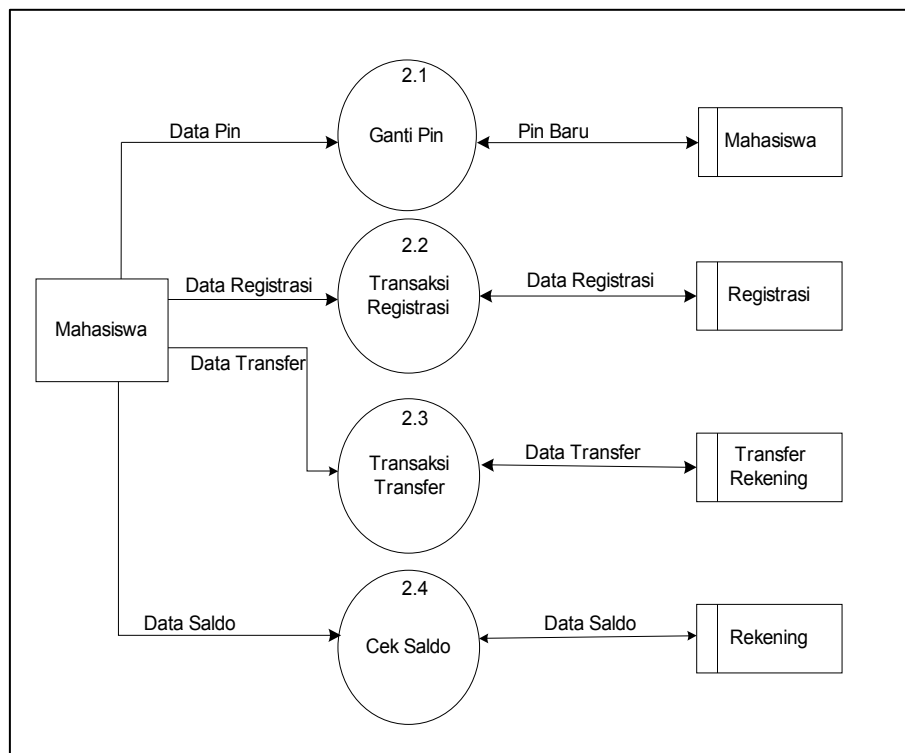 2.1
Data Pin
Ganti Pin
Pin Baru
Mahasiswa
2.2
Data Registrasi
Transaksi
Registrasi
Data Registrasi
Registrasi
Mahasiswa
Data Transfer
2.3
Transaksi
Transfer
Data Transfer
Transfer
Rekening
2.4
Data Saldo
Cek Saldo
Data Saldo
Rekening